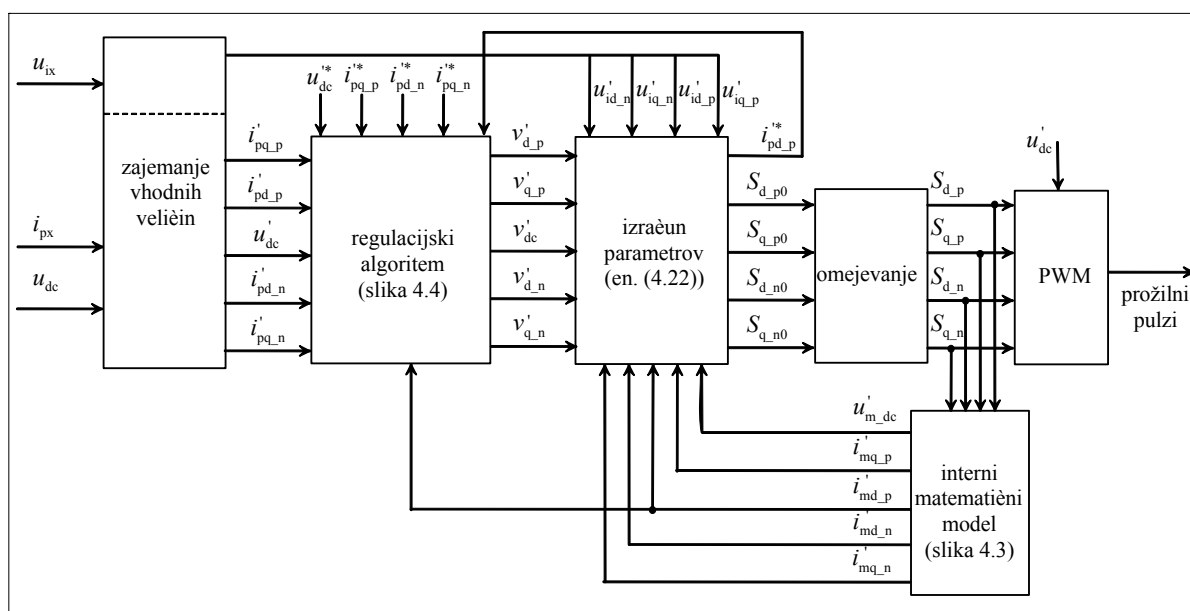 u_ix
i_px
u_dc
zajemanje
vhodnih
velièin
i'_pq_p
i'_pd_p
u'_dc
i'_pd_n
i'_pq_n
u'*_dc
i'*_pq_p
i'*_pd_n
i'*_pq_n
regulacijski
algoritem
(slika 4.4)
v'_d_p
v'_q_p
v'_dc
v'_d_n
v'_q_n
u'_id_n
u'_iq_n
u'_id_p
u'_iq_p
izraèun
parametrov
(en. (4.22))
i'*_pd_p
S_d_p0
S_q_p0
S_d_n0
S_q_n0
omejevanje
S_d_p
S_q_p
S_d_n
S_q_n
u'_dc
PWM
prožilni
pulzi
u'_m_dc
i'_mq_p
i'_md_p
i'_md_n
i'_mq_n
interni
matematièni
model
(slika 4.3)